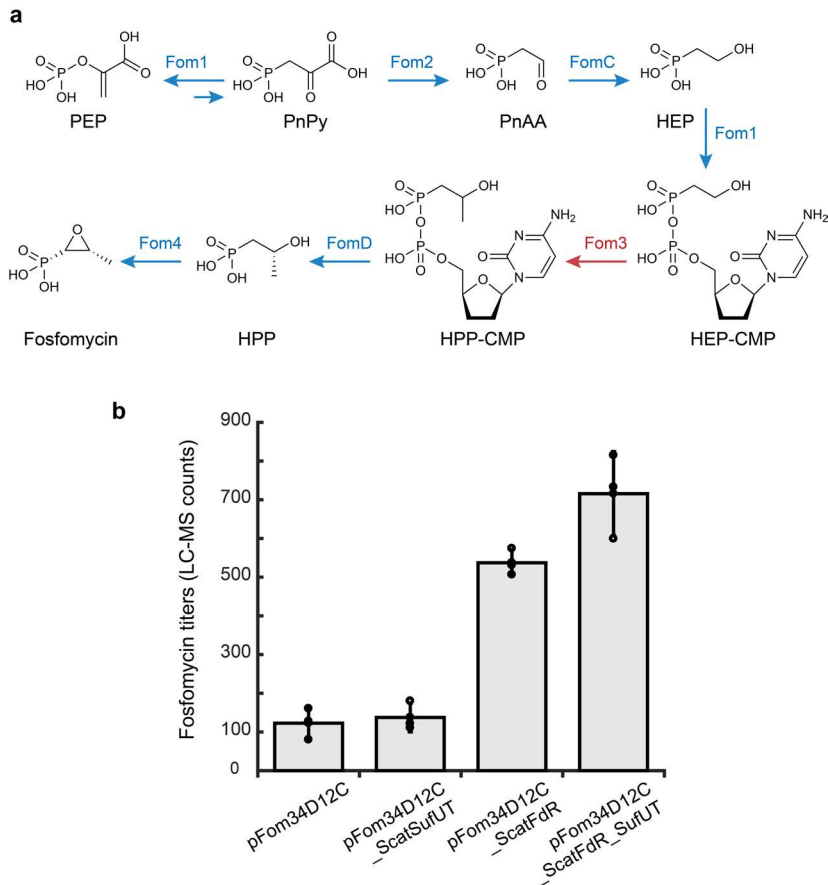 a
PEP
Fom1
PnPy
Fom2
PnAA
FomC
HEP
Fom1
Fosfomycin
Fom4
HPP
FomD
HPP-CMP
Fom3
HEP-CMP
O
P
HO
OH
O
OH
O
O
P
HO
OH
O
OH
O
O
P
HO
OH
O
O
P
HO
OH
OH
O
P
HO
OH
O
O
P
HO
OH
OH
O
P
HO
O
OH
P
O
OH
O
O
N
N
NH₂
O
O
P
HO
O
OH
P
O
OH
O
O
N
N
NH₂
O
b
Fosfomycin titers (LC-MS counts)
900
700
500
300
100
0
pFom34D12C
pFom34D12C
_ScatSufUT
pFom34D12C
_ScatFdR
pFom34D12C
_ScatFdR_SufUT